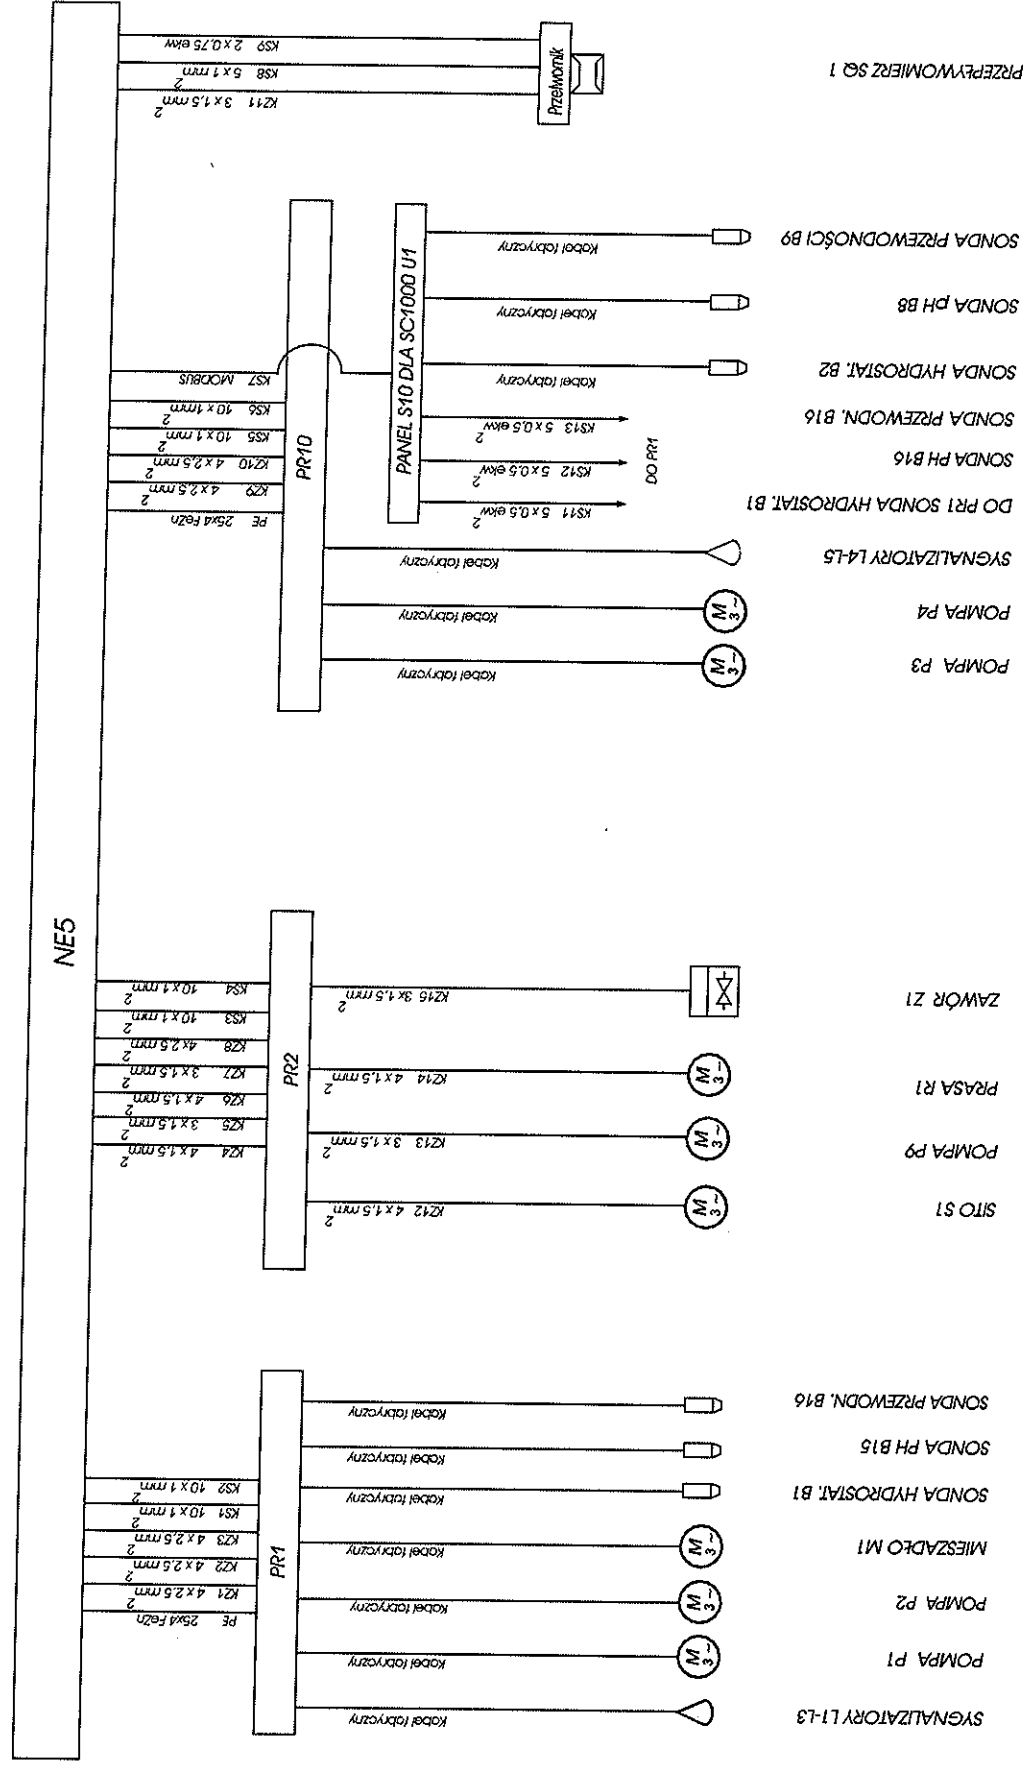 NE5
KS9 2 x 0,75 ekw
KS8 5 x 1 mm2
KZ11 3 x 1,5 mm2
Przetwornik
PRZEPŁYWOMIERZ SQ 1
KS7 MODBUS
KS6 10 x 1mm2
KS5 10 x 1 mm2
KZ10 4 x 2,5 mm2
KZ9 4 x 2,5 mm2
PE 25x4 FeZn
PR10
PANEL S10 DLA SC1000 U1
Kabel fabryczny
SONDA PRZEWODNOŚCI B9
Kabel fabryczny
SONDA pH B8
Kabel fabryczny
SONDA HYDROSTAT. B2
KS13 5 x 0,5 ekw2
SONDA PRZEWODN. B16
KS12 5 x 0,5 ekw2
DO PR1
SONDA PH B16
KS11 5 x 0,5 ekw2
DO PR1 SONDA HYDROSTAT. B1
Kabel fabryczny
SYGNALIZATORY L4-L5
Kabel fabryczny
M 3~
POMPA P4
Kabel fabryczny
M 3~
POMPA P3
KS4 10 x 1 mm2
KS3 10 x 1 mm2
KZ8 4x 2,5 mm2
KZ7 3 x 1,5 mm2
KZ6 4 x 1,5 mm2
KZ5 3 x 1,5 mm2
KZ4 4 x 1,5 mm2
PR2
KZ15 3x 1,5 mm2
ZAWÓR Z1
KZ14 4 x 1,5 mm2
M 3~
PRASA R1
KZ13 3 x 1,5 mm2
M 3~
POMPA P9
KZ12 4 x 1,5 mm2
M 3~
SITO S1
KS2 10 x 1 mm2
KS1 10 x 1 mm2
KZ3 4 x 2,5 mm2
KZ2 4 x 2,5 mm2
KZ1 4 x 2,5 mm2
PE 25x4 FeZn
PR1
Kabel fabryczny
SONDA PRZEWODN. B16
Kabel fabryczny
SONDA PH B15
Kabel fabryczny
SONDA HYDROSTAT. B1
Kabel fabryczny
M 3~
MIESZADŁO M1
Kabel fabryczny
M 3~
POMPA P2
Kabel fabryczny
M 3~
POMPA P1
Kabel fabryczny
SYGNALIZATORY L1-L3